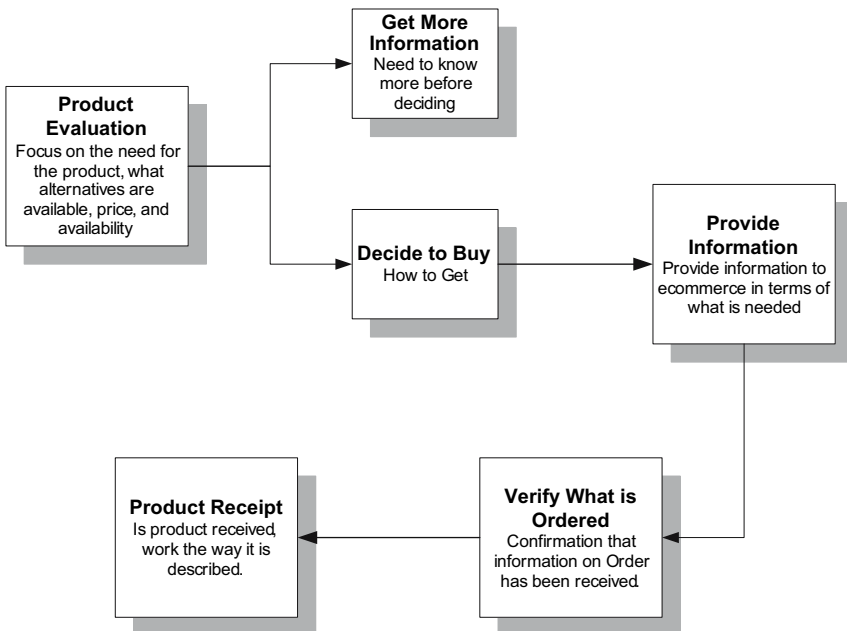 Get More
Information
Need to know
more before
deciding
Product
Evaluation
Focus on the need for
the product, what
alternatives are
available, price, and
availability
Decide to Buy
How to Get
Provide
Information
Provide information to
ecommerce in terms of
what is needed
Verify What is
Ordered
Confirmation that
information on Order
has been received.
Product Receipt
Is product received,
work the way it is
described.